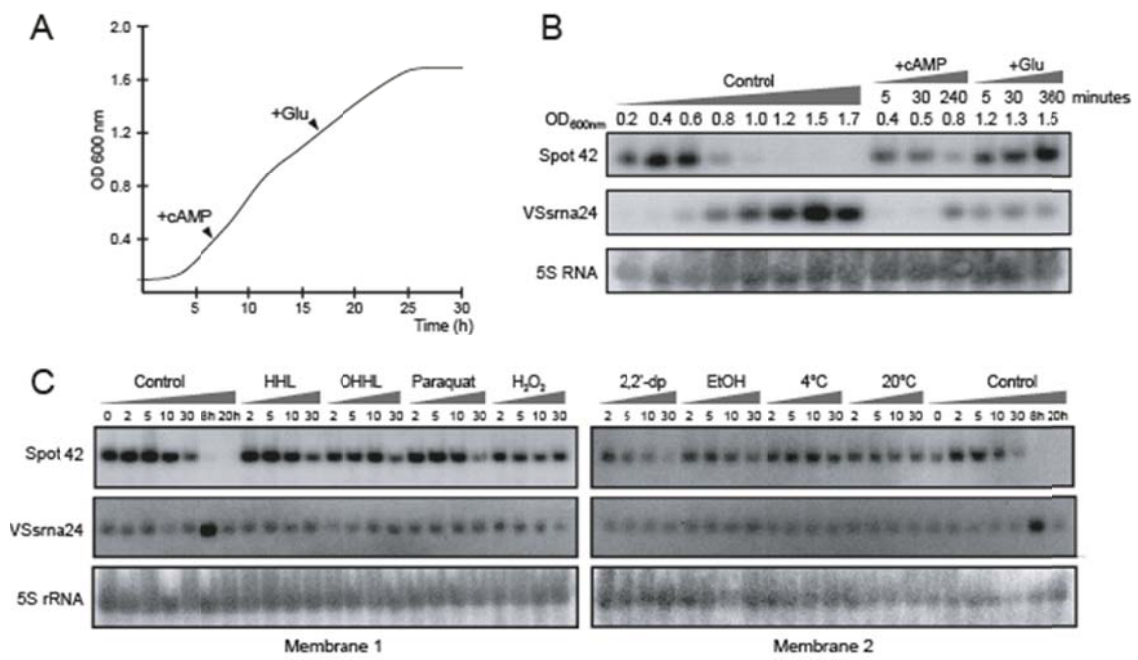 A
2.0
1.6
1.2
0.8
0.4
OD 600 nm
+Glu
+cAMP
5 10 15 20 25 30
Time (h)
B
Control +cAMP +Glu
5 30 240 5 30 360 minutes
OD600nm 0.2 0.4 0.6 0.8 1.0 1.2 1.5 1.7 0.4 0.5 0.8 1.2 1.3 1.5
Spot 42
VSsrna24
5S RNA
C
Control HHL OHHL Paraquat H2O2
0 2 5 10 30 8h 20h 2 5 10 30 2 5 10 30 2 5 10 30 2 5 10 30
Spot 42
VSsrna24
5S rRNA
Membrane 1
2,2'-dp EtOH 4°C 20°C Control
2 5 10 30 2 5 10 30 2 5 10 30 2 5 10 30 0 2 5 10 30 8h 20h
Membrane 2